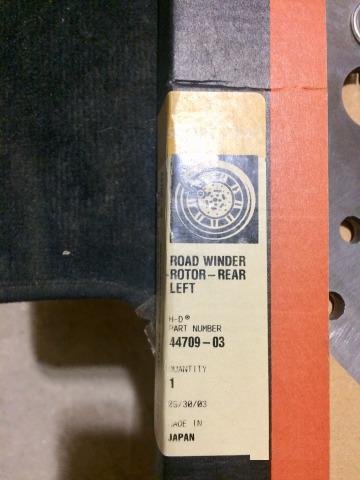 ROAD WINDER
ROTOR-REAR
LEFT
H-D®
PART NUMBER
44709-03
QUANTITY
1
05/30/03
MADE IN
JAPAN